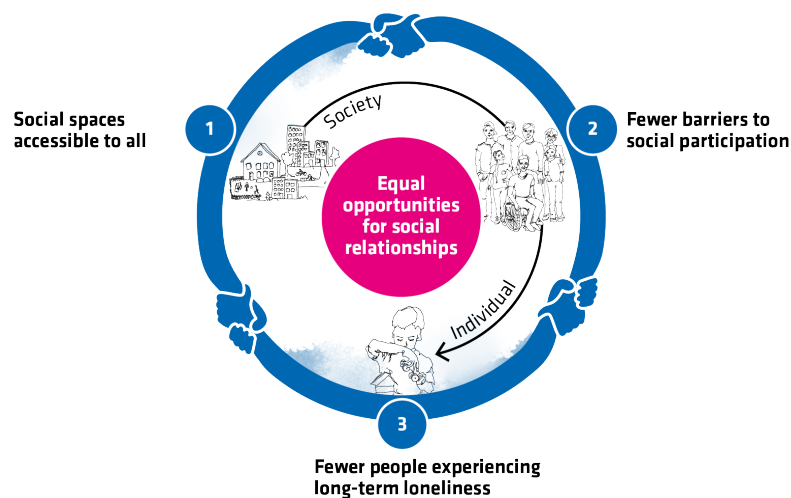 Society
Social spaces
accessible to all
1
2
Fewer barriers to
social participation
Equal
opportunities
for social
relationships
Individual
3
Fewer people experiencing
long-term loneliness